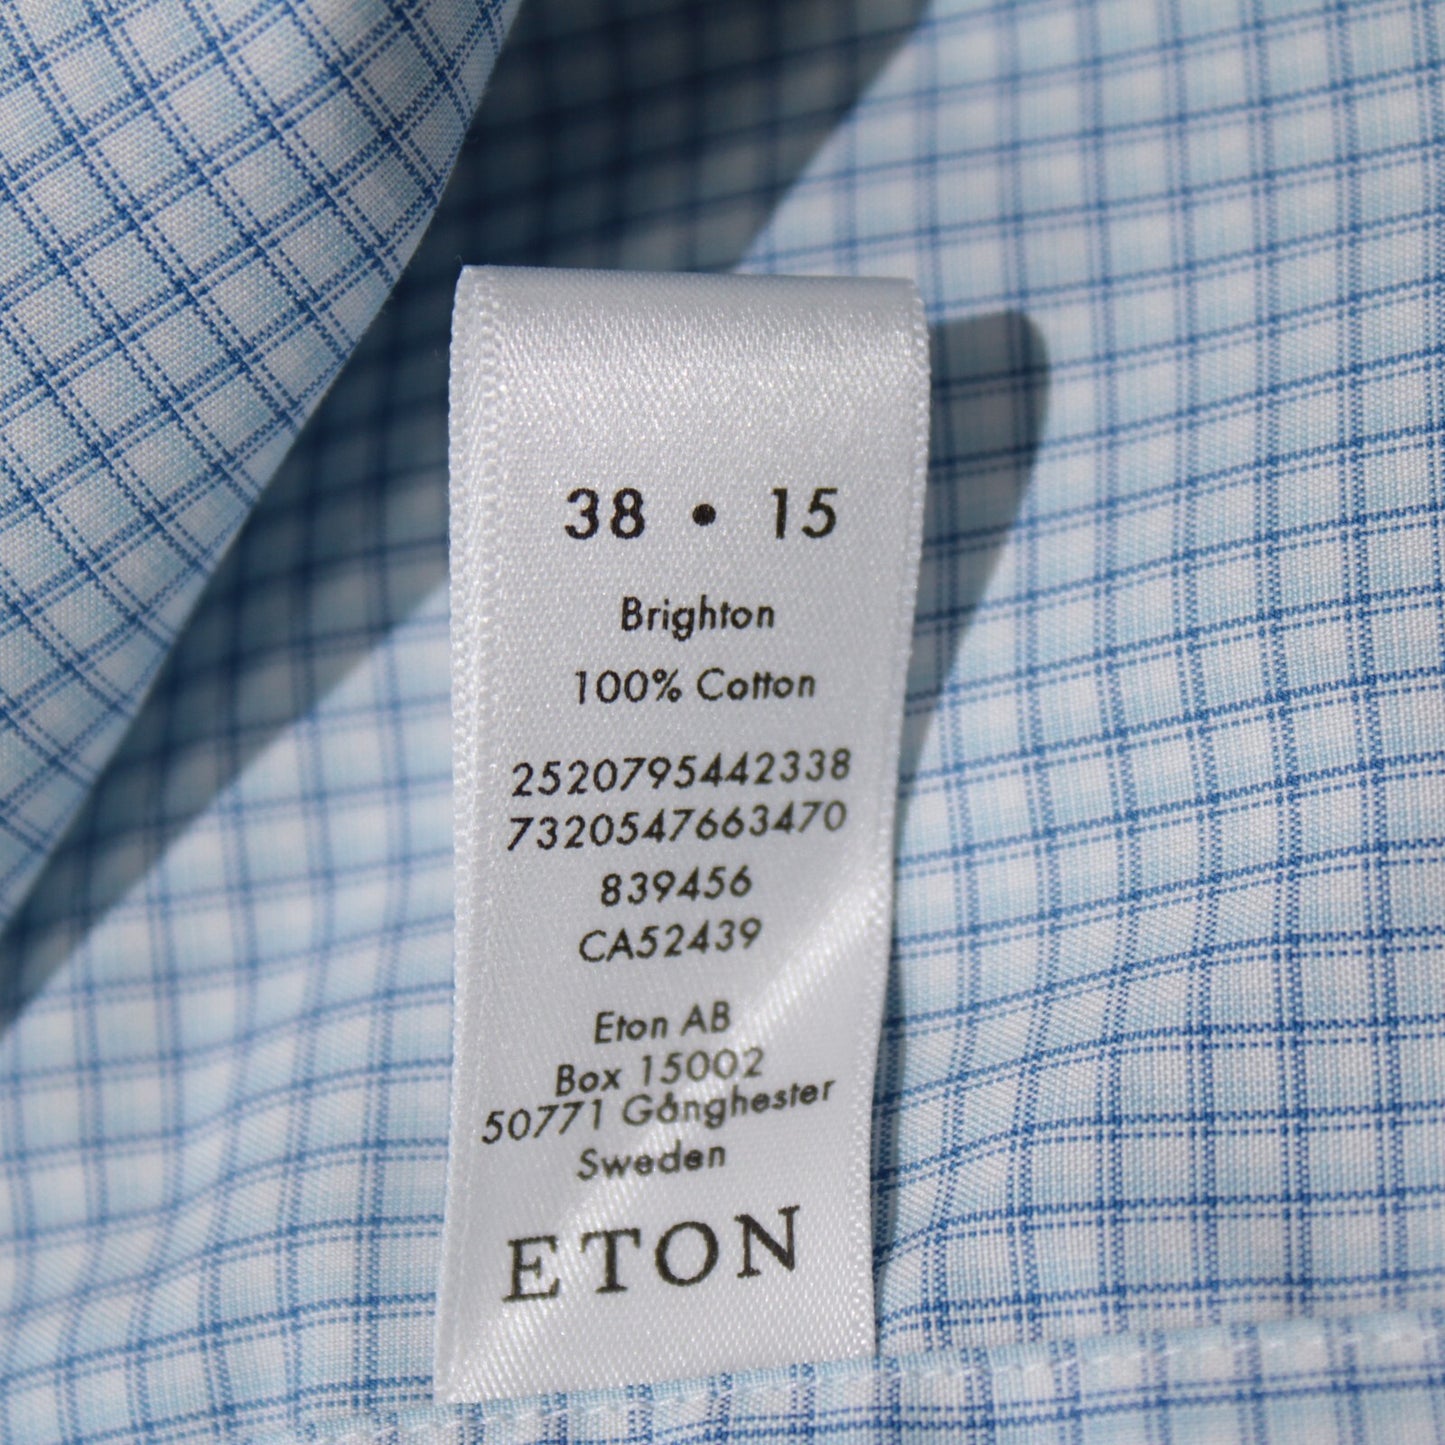 38 • 15
Brighton
100% Cotton
2520795442338
7320547663470
839456
CA52439
Eton AB
Box 15002
50771 Gånghester
Sweden
ETON